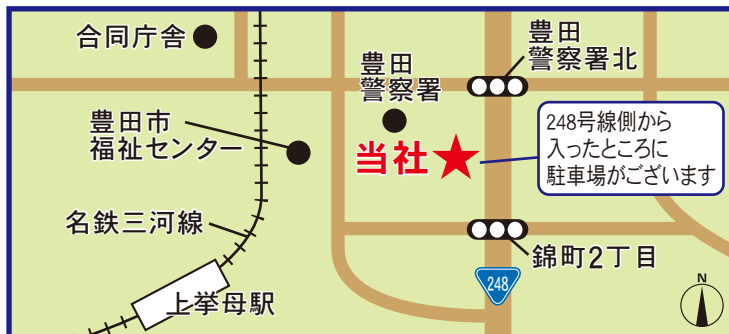 合同庁舎
豊田
警察署北
豊田
警察署
豊田市
福祉センター
当社
248号線側から
入ったところに
駐車場がございます
名鉄三河線
錦町2丁目
248
上挙母駅
N